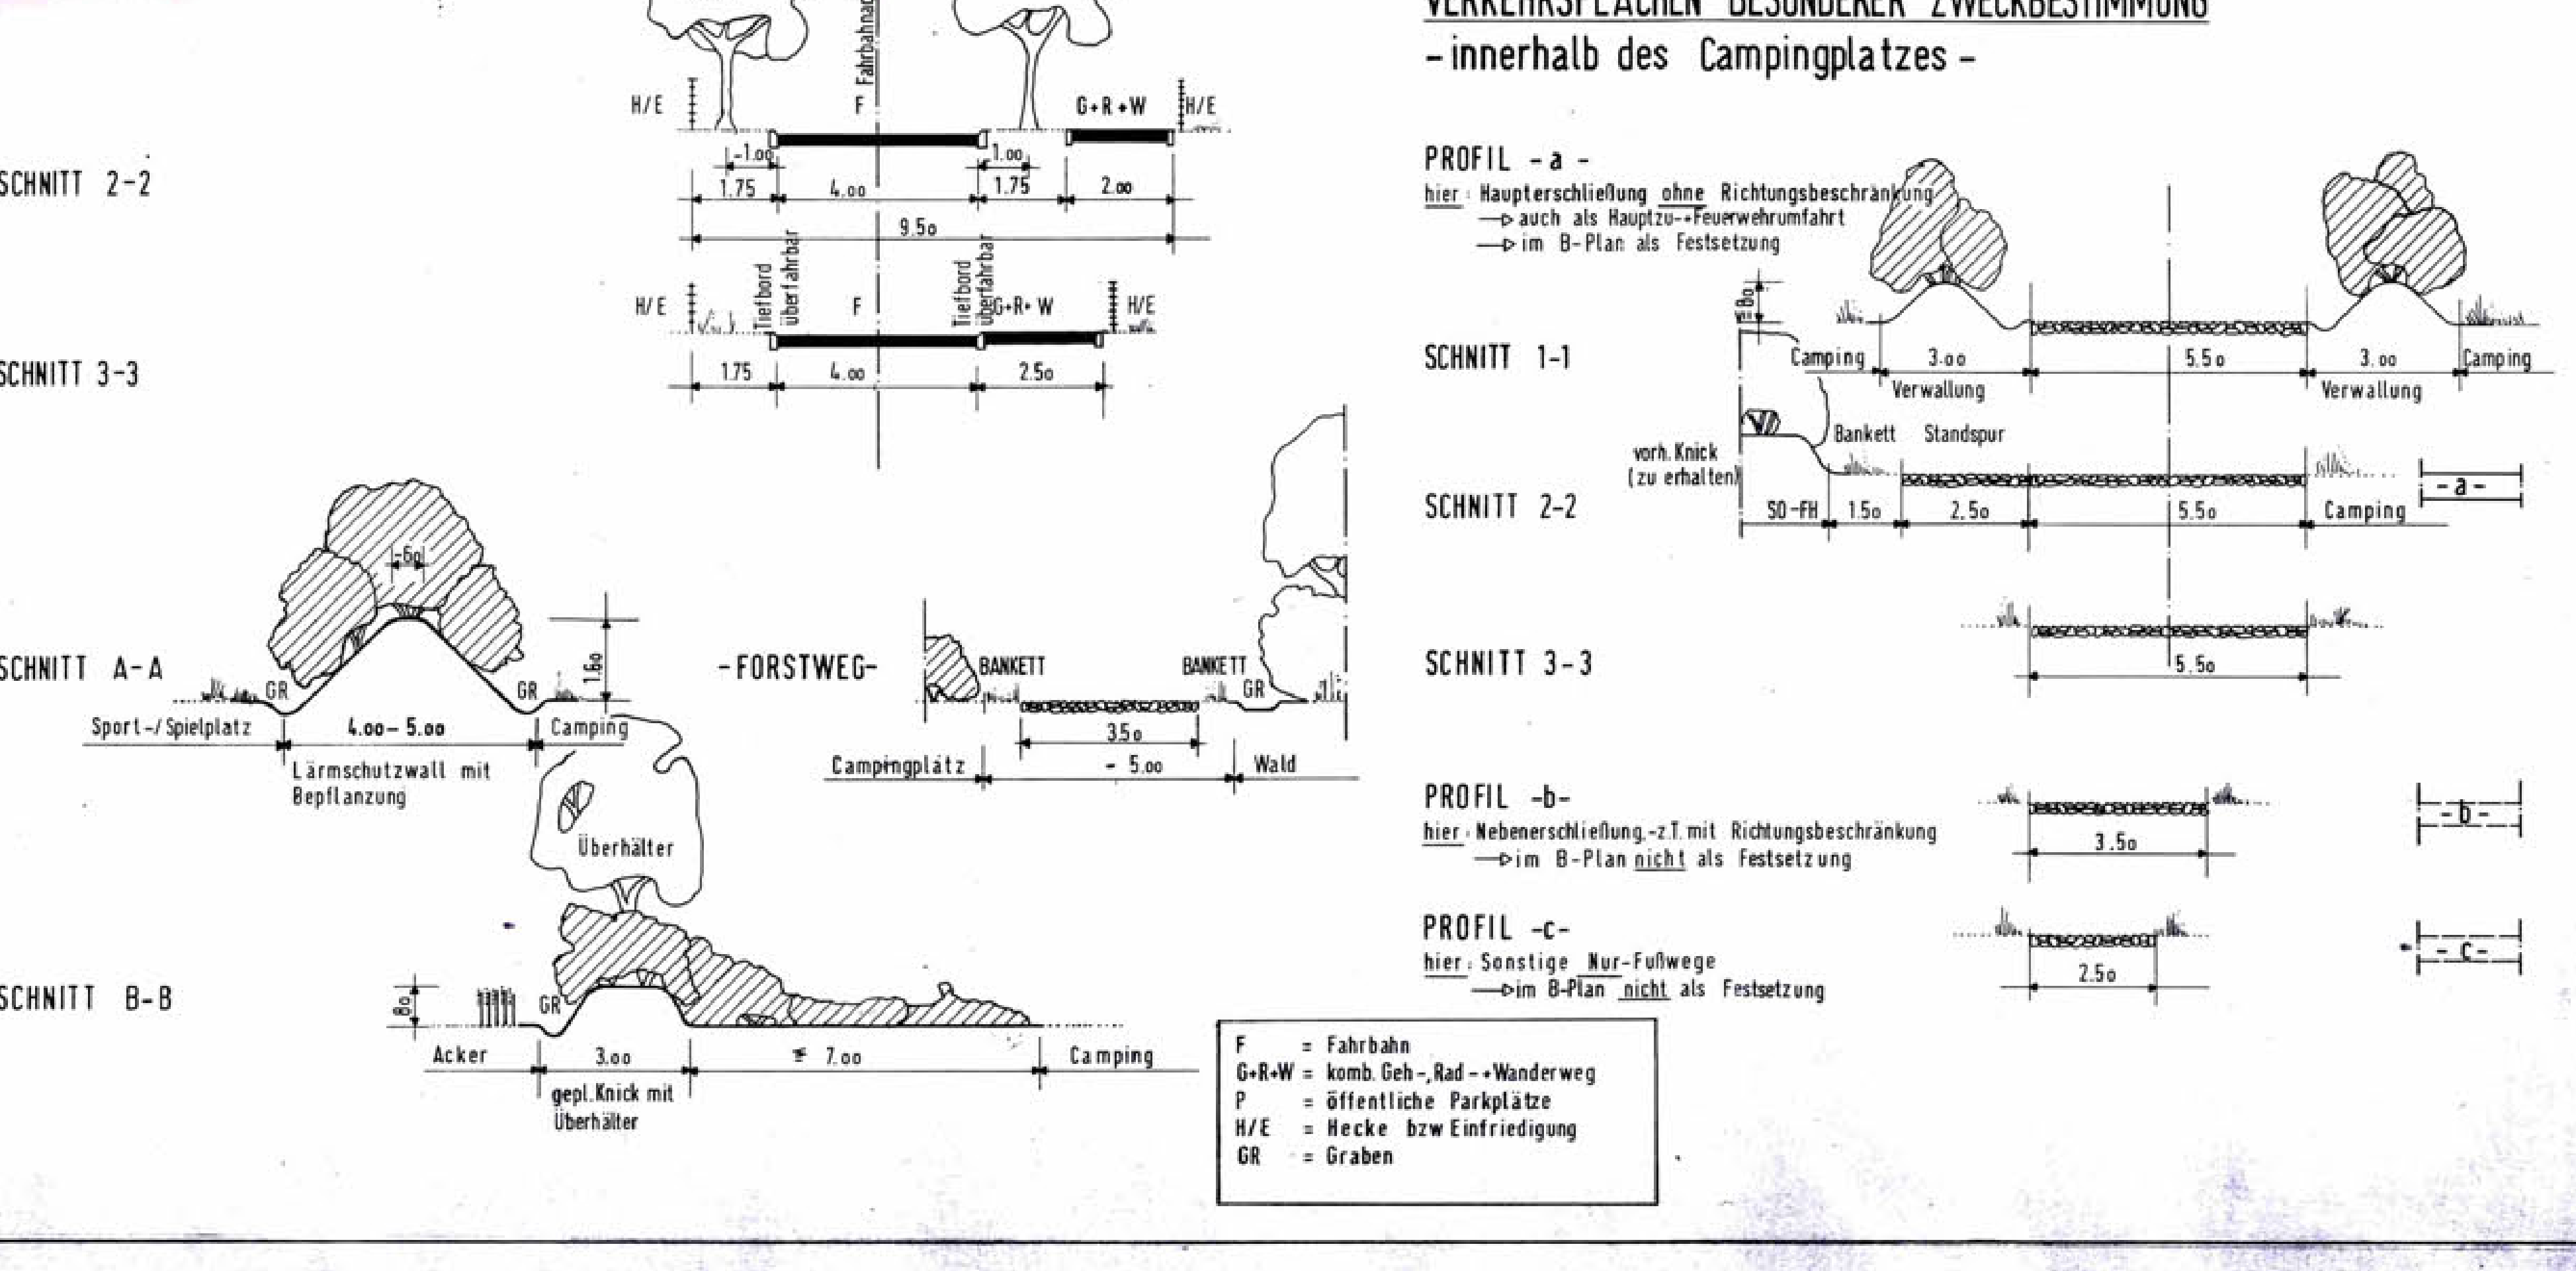 Fahrbahnac
H/E
F
G+R+W
H/E
SCHNITT 2-2
-1.00
1.00
1.75
4.00
1.75
2.00
9.50
Tiefbord
überfahrbar
Tiefbord
überfahrbar
H/E
F
G+R+W
H/E
SCHNITT 3-3
1.75
4.00
2.50
-60
1.60
SCHNITT A-A
GR
GR
Sport-/Spielplatz
4.00-5.00
Camping
Lärmschutzwall mit
Bepflanzung
-FORSTWEG-
BANKETT
BANKETT
GR
3.50
Campingplatz
- 5.00
Wald
Überhälter
SCHNITT B-B
80
GR
Acker
3.00
7.00
Camping
gepl. Knick mit
Überhälter
F = Fahrbahn
G+R+W = komb. Geh-, Rad-+Wanderweg
P = öffentliche Parkplätze
H/E = Hecke bzw Einfriedigung
GR = Graben
VERKEHRSFLÄCHEN BESONDERER ZWECKBESTIMMUNG
- innerhalb des Campingplatzes -
PROFIL - a -
hier: Haupterschließung ohne Richtungsbeschränkung
auch als Hauptzu-+Feuerwehrumfahrt
im B-Plan als Festsetzung
80
SCHNITT 1-1
Camping
3.00
5.50
3.00
Camping
Verwallung
Verwallung
Bankett
Standspur
vorh. Knick
(zu erhalten)
SCHNITT 2-2
SO-FH
1.50
2.50
5.50
Camping
- a -
SCHNITT 3-3
5.50
PROFIL -b-
hier: Nebenerschließung.-z.T. mit Richtungsbeschränkung
im B-Plan nicht als Festsetzung
3.50
- b -
PROFIL -c-
hier: Sonstige Nur-Fußwege
im B-Plan nicht als Festsetzung
2.50
- c -